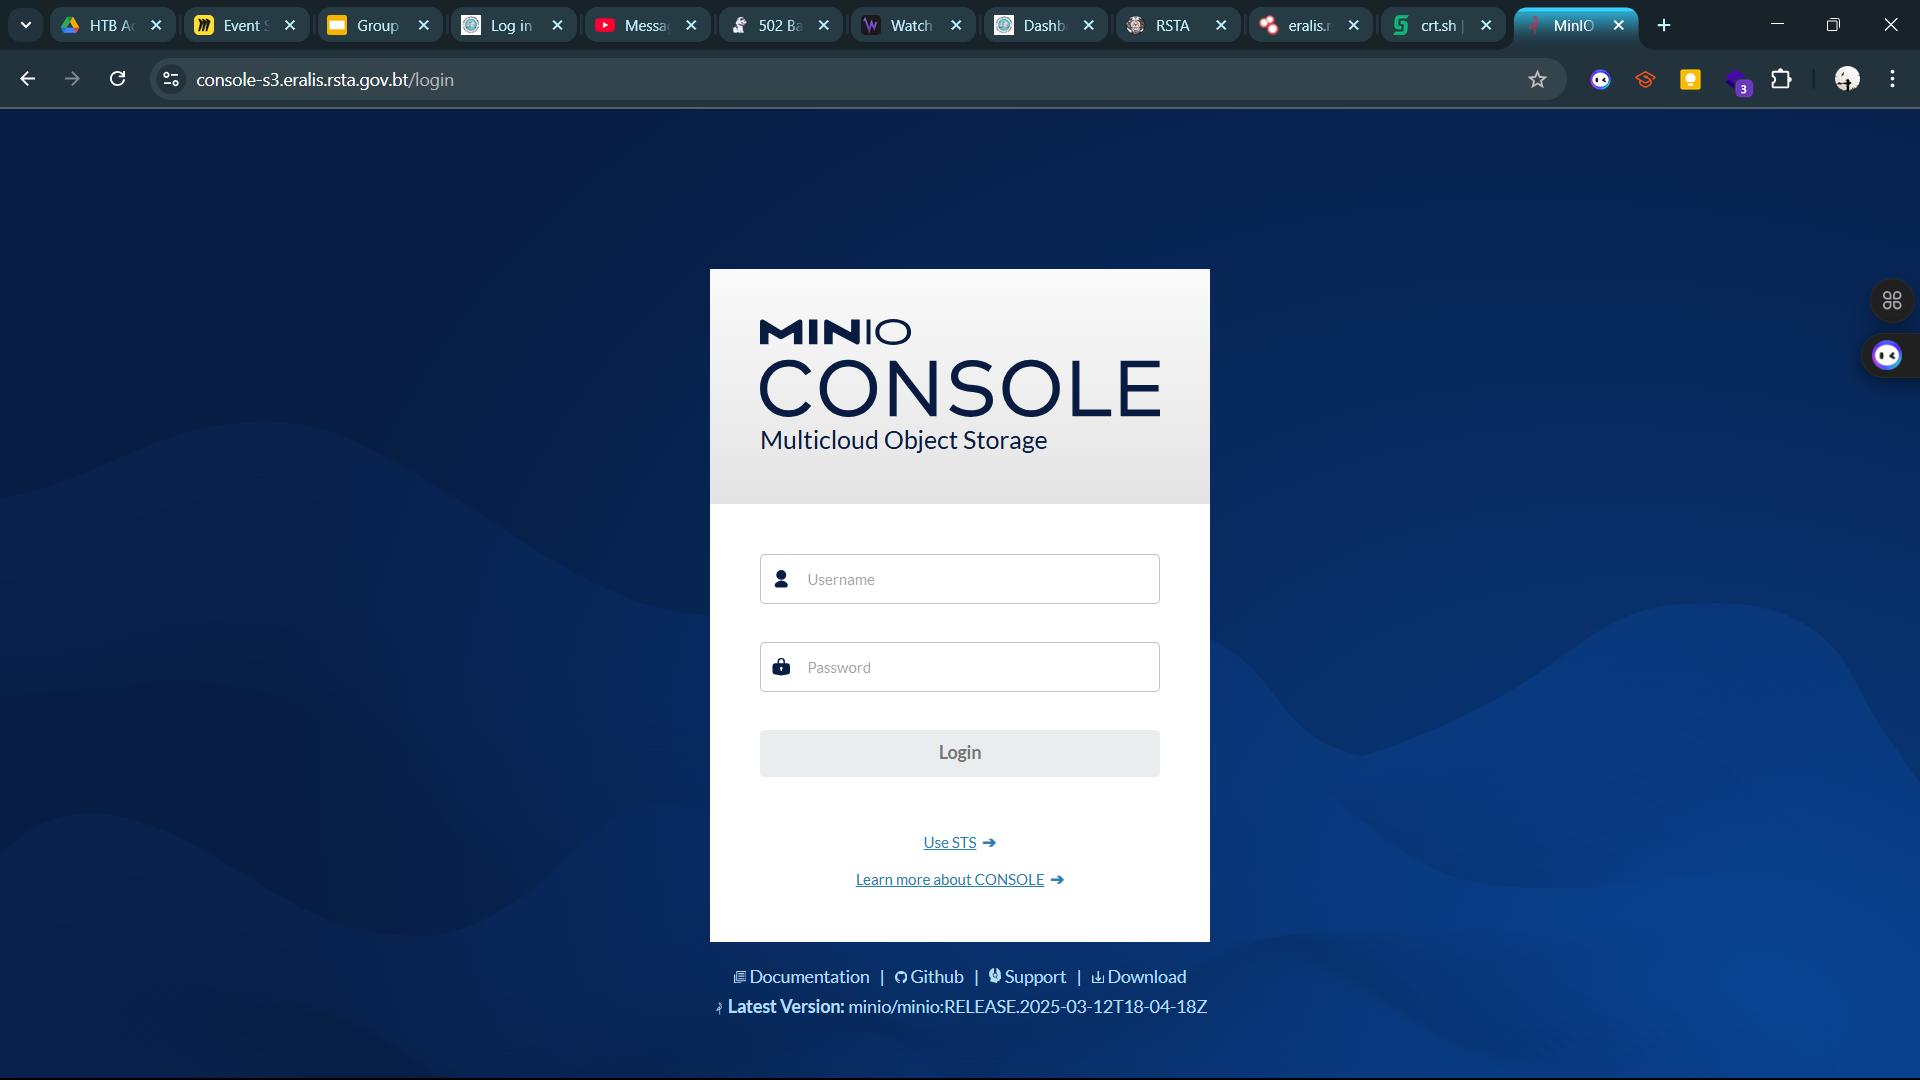 HTB Ac
Event S
Group
Log in
Messa
502 Ba
Watch
Dashb
RSTA
eralis.r
crt.sh |
MinIO
console-s3.eralis.rsta.gov.bt/login
3
MINIO
CONSOLE
Multicloud Object Storage
Username
Password
Login
Use STS ➔
Learn more about CONSOLE ➔
Documentation | Github | Support | Download
Latest Version: minio/minio:RELEASE.2025-03-12T18-04-18Z